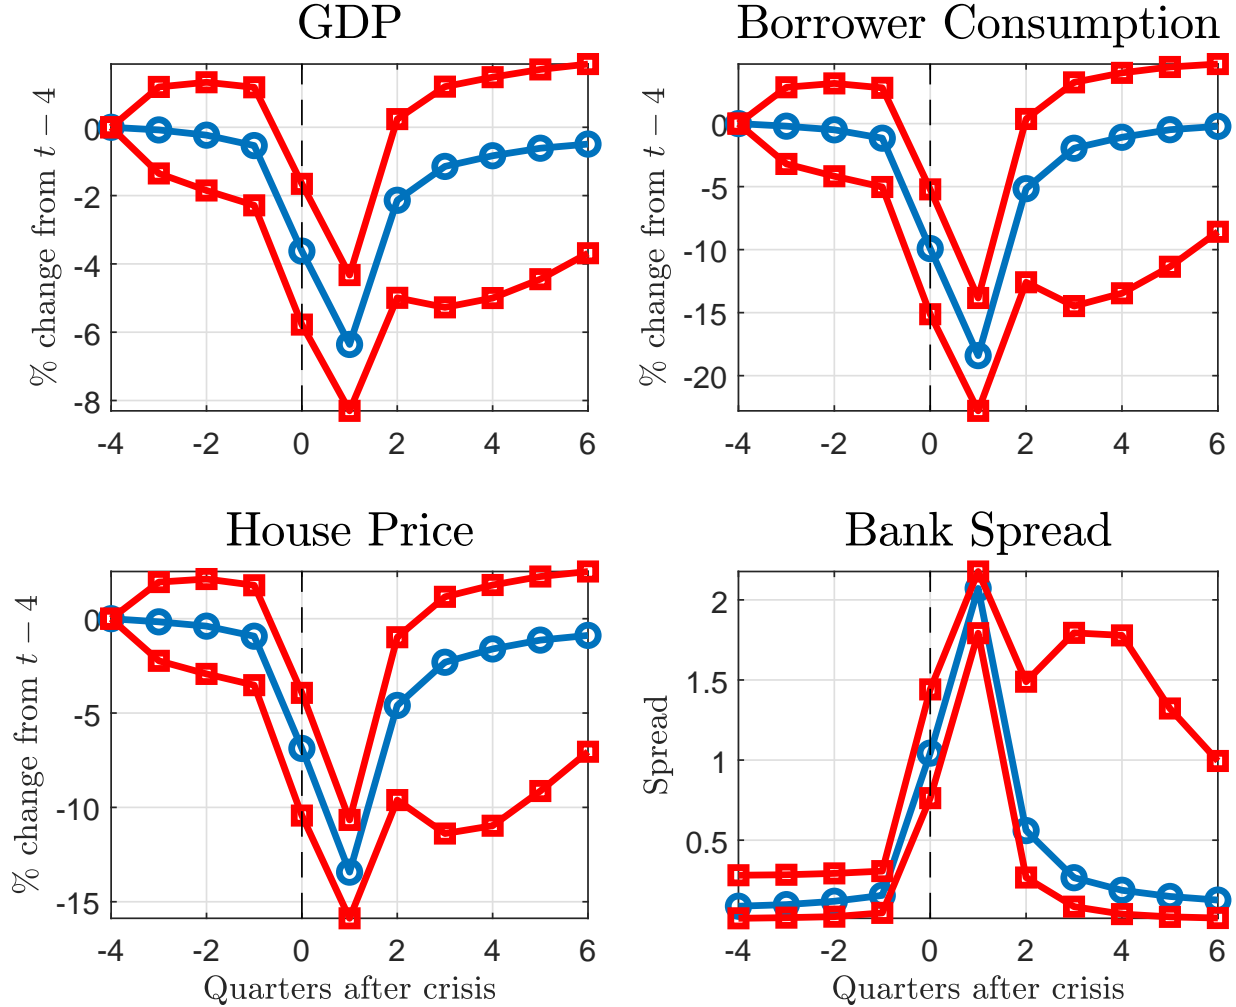 GDP
% change from t − 4
0
-2
-4
-6
-8
-4 -2 0 2 4 6
Borrower Consumption
% change from t − 4
0
-5
-10
-15
-20
-4 -2 0 2 4 6
House Price
% change from t − 4
0
-5
-10
-15
-4 -2 0 2 4 6
Quarters after crisis
Bank Spread
Spread
2
1.5
1
0.5
-4 -2 0 2 4 6
Quarters after crisis